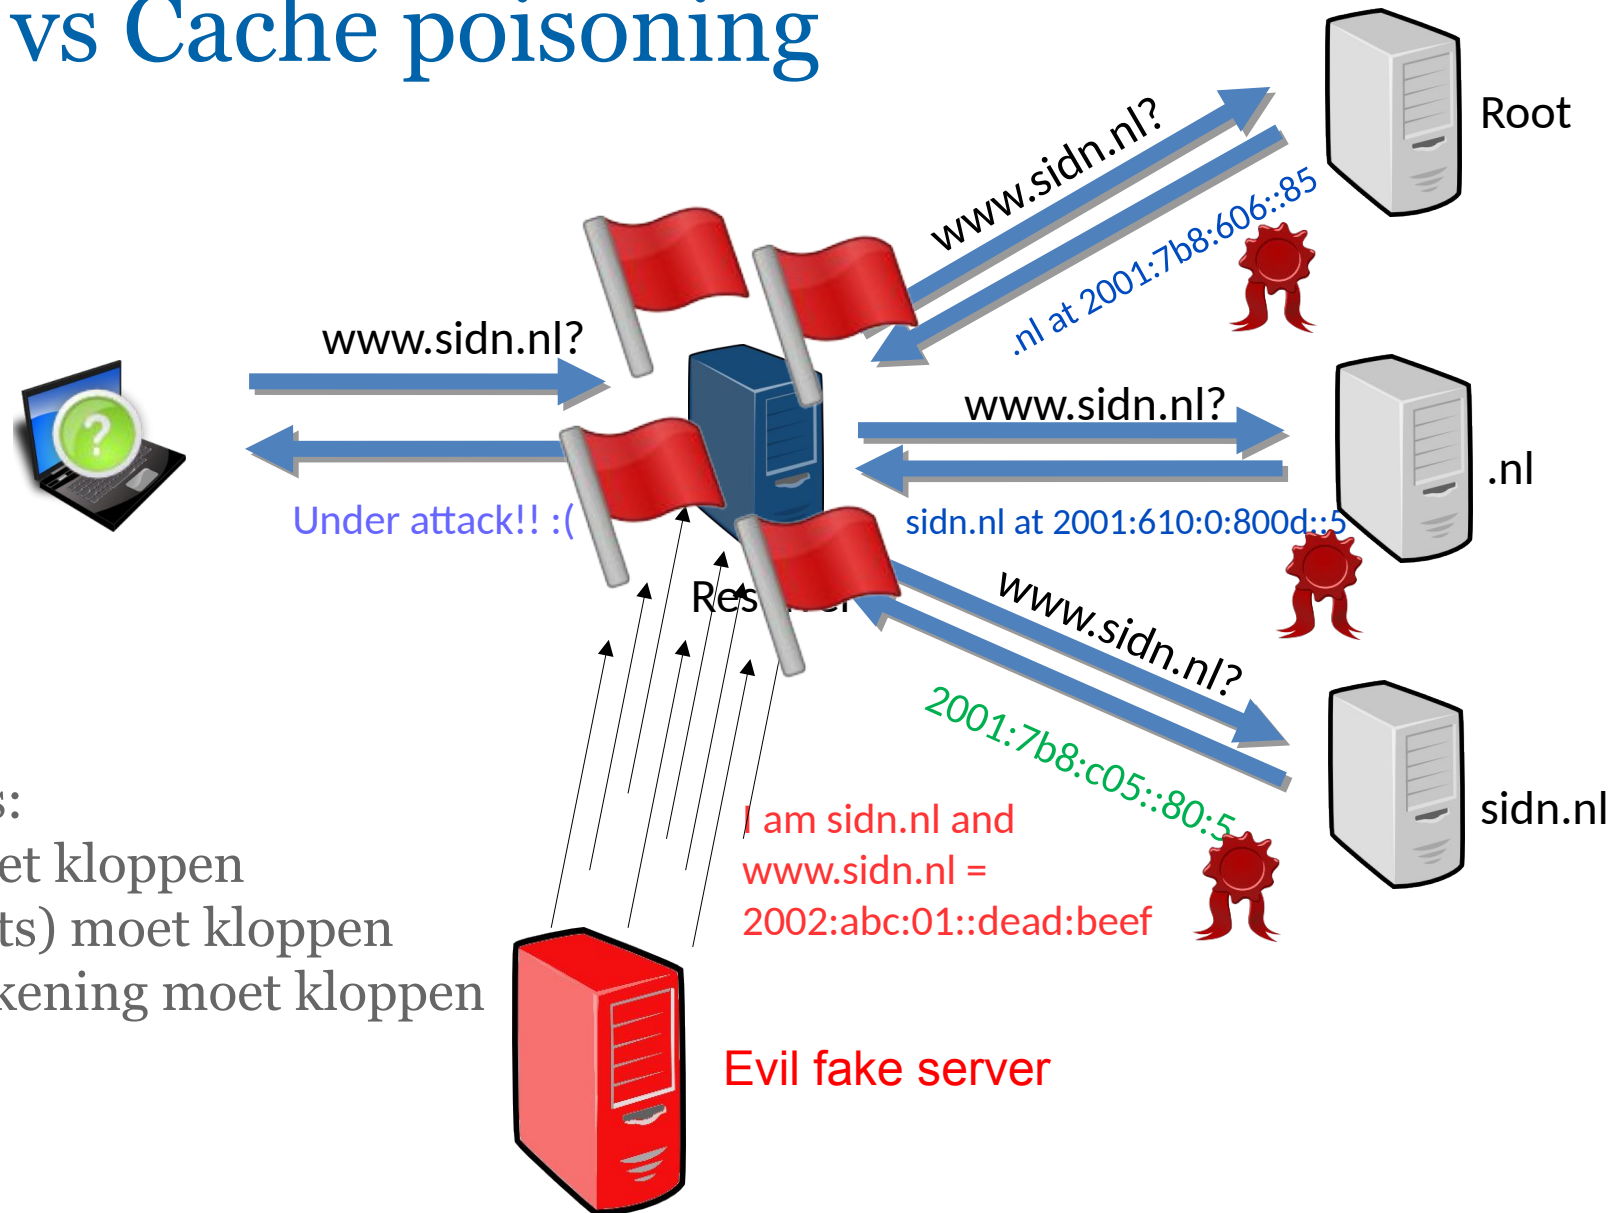 vs Cache poisoning
www.sidn.nl?
Root
.nl at 2001:7b8:606::85
www.sidn.nl?
www.sidn.nl?
.nl
Under attack!! :(
sidn.nl at 2001:610:0:800d::5
www.sidn.nl?
2001:7b8:c05::80:5
sidn.nl
I am sidn.nl and
www.sidn.nl =
2002:abc:01::dead:beef
s:
et kloppen
ts) moet kloppen
kening moet kloppen
Evil fake server